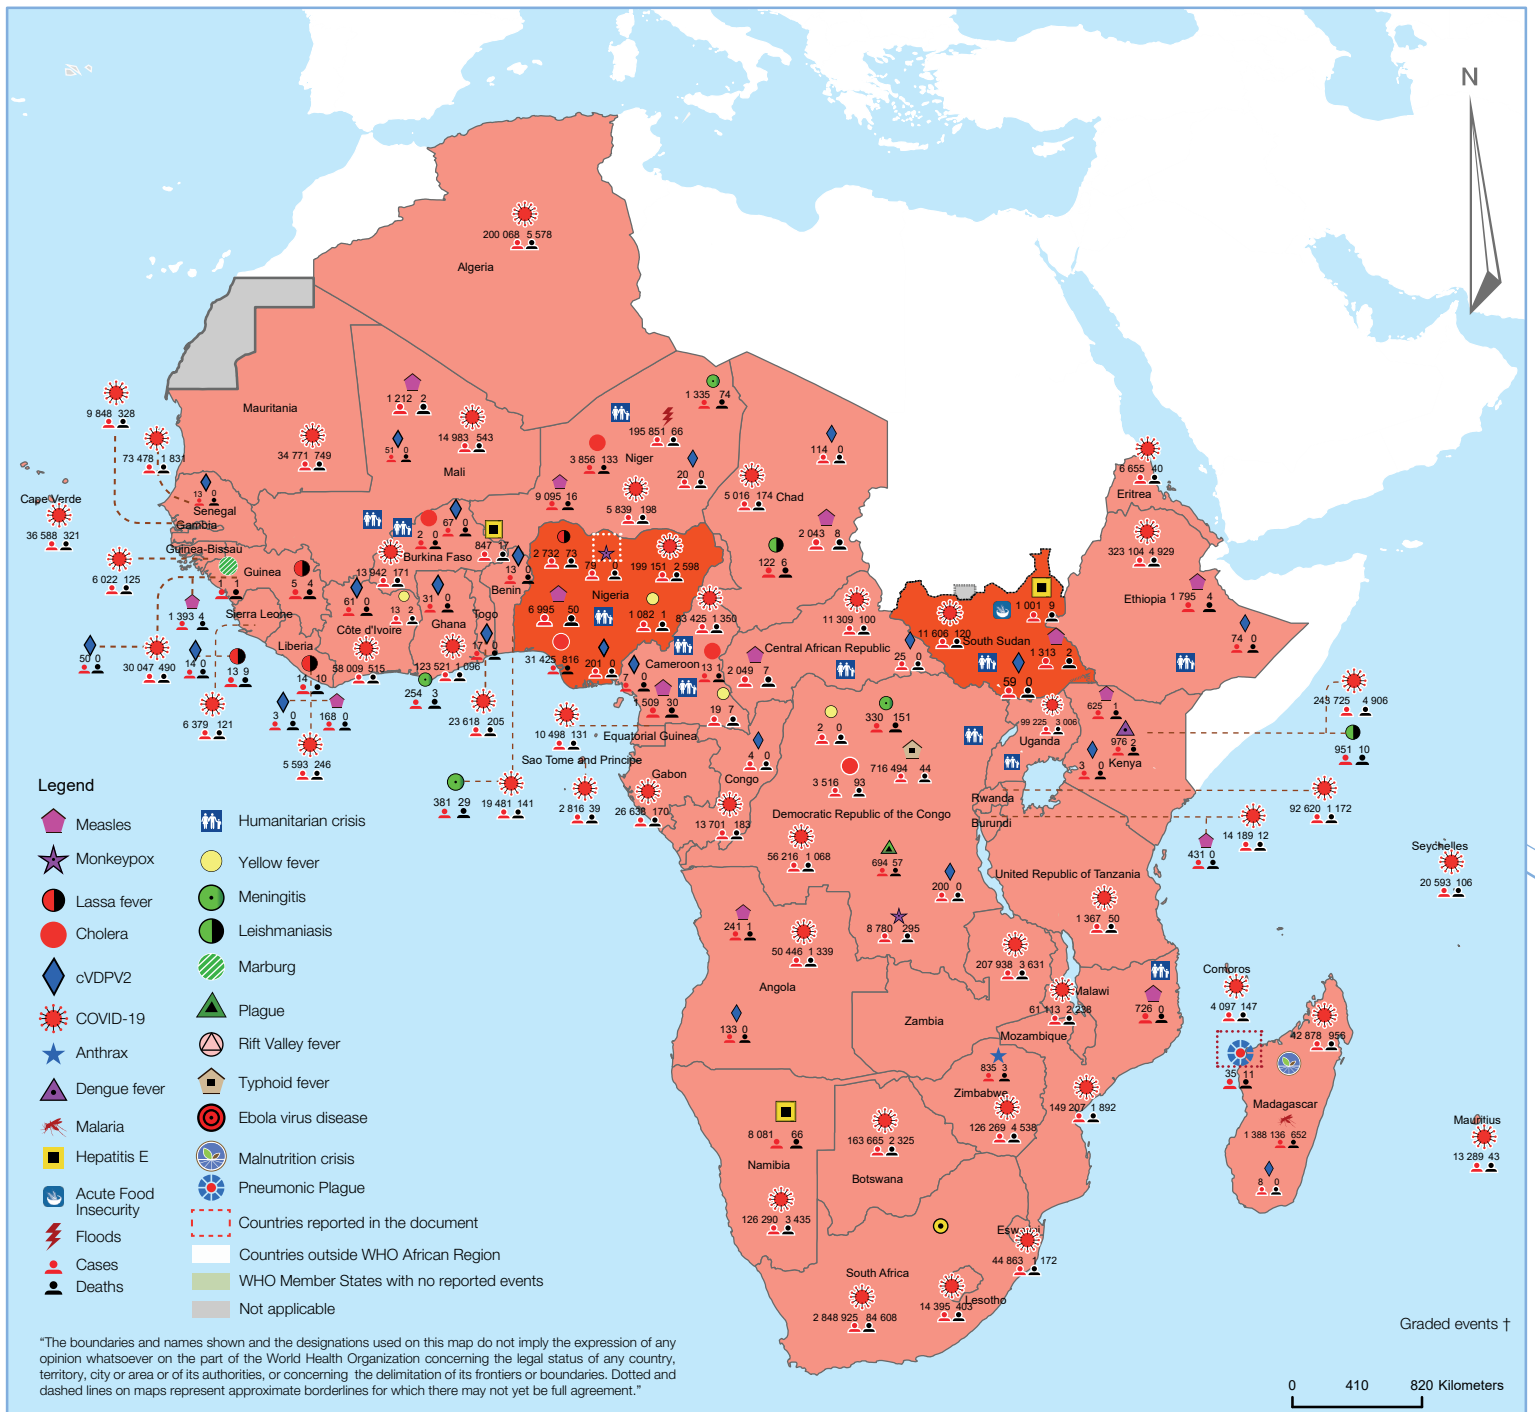 N
200 068 5 578
Algeria
9 848 328
73 478 1 831
Mauritania
34 771 749
1 212 2
51 0
14 983 543
Mali
1 335 74
195 851 66
3 856 133
Niger
20 0
9 095 16
5 839 198
114 0
5 016 174
Chad
2 043 8
122 6
6 655 40
Eritrea
323 104 4 929
Ethiopia
1 795 4
74 0
Cape Verde
36 588 321
13 0
Senegal
Gambia
Guinea-Bissau
6 022 125
Guinea
1 1
5 4
1 393 4
Sierra Leone
Liberia
50 0
30 047 490
14 0
13 9
14 10
6 379 121
3 0
168 0
5 593 246
2 0
67 0
Burkina Faso
13 942 171
847 17
13 0
Benin
61 0
13 2
Côte d'Ivoire
58 009 515
31 0
Ghana
123 521 1 096
254 3
Togo
17 0
23 618 205
381 29
19 481 141
2 732 73
79 0
199 151 2 598
Nigeria
6 995 50
1 082 1
31 425 816
201 0
83 425 1 350
Cameroon
7 0
13 1
1 509 30
2 049 7
19 7
11 309 100
Central African Republic
25 0
11 606 120
South Sudan
1 001 9
1 313 2
59 0
10 498 131
Equatorial Guinea
Sao Tome and Principe
2 816 39
Gabon
26 638 170
Congo
4 0
13 701 183
2 0
330 151
716 494 44
3 516 93
Democratic Republic of the Congo
56 216 1 068
694 57
200 0
8 780 295
99 225 3 006
Uganda
625 1
976 2
3 0
Kenya
243 725 4 906
951 10
Rwanda
Burundi
92 620 1 172
14 189 12
431 0
Seychelles
20 593 106
United Republic of Tanzania
1 367 50
241 1
50 446 1 339
Angola
133 0
207 938 3 631
Zambia
Malawi
61 113 2 238
726 0
Mozambique
149 207 1 892
Comoros
4 097 147
42 878 956
35 11
Madagascar
1 388 136 652
8 0
Mauritius
13 289 43
835 3
Zimbabwe
126 269 4 538
8 081 66
Namibia
126 290 3 435
163 665 2 325
Botswana
44 863 1 172
South Africa
2 848 925 84 608
14 395 403
Lesotho
Legend
Measles
Monkeypox
Lassa fever
Cholera
cVDPV2
COVID-19
Anthrax
Dengue fever
Malaria
Hepatitis E
Acute Food
Insecurity
Floods
Cases
Deaths
Humanitarian crisis
Yellow fever
Meningitis
Leishmaniasis
Marburg
Plague
Rift Valley fever
Typhoid fever
Ebola virus disease
Malnutrition crisis
Pneumonic Plague
Countries reported in the document
Countries outside WHO African Region
WHO Member States with no reported events
Not applicable
“The boundaries and names shown and the designations used on this map do not imply the expression of any
opinion whatsoever on the part of the World Health Organization concerning the legal status of any country,
territory, city or area or of its authorities, or concerning the delimitation of its frontiers or boundaries. Dotted and
dashed lines on maps represent approximate borderlines for which there may not yet be full agreement.”
Graded events †
0 410 820 Kilometers